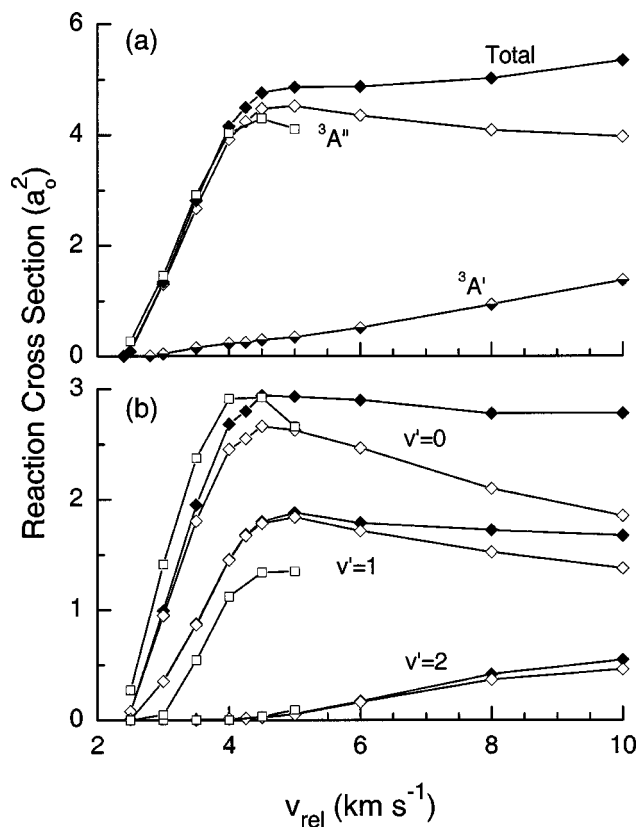 6
(a)
Total
³A"
4
2
³A'
0
Reaction Cross Section (a₀²)
3
(b)
v'=0
2
v'=1
1
v'=2
0
2 4 6 8 10
v_rel (km s⁻¹)